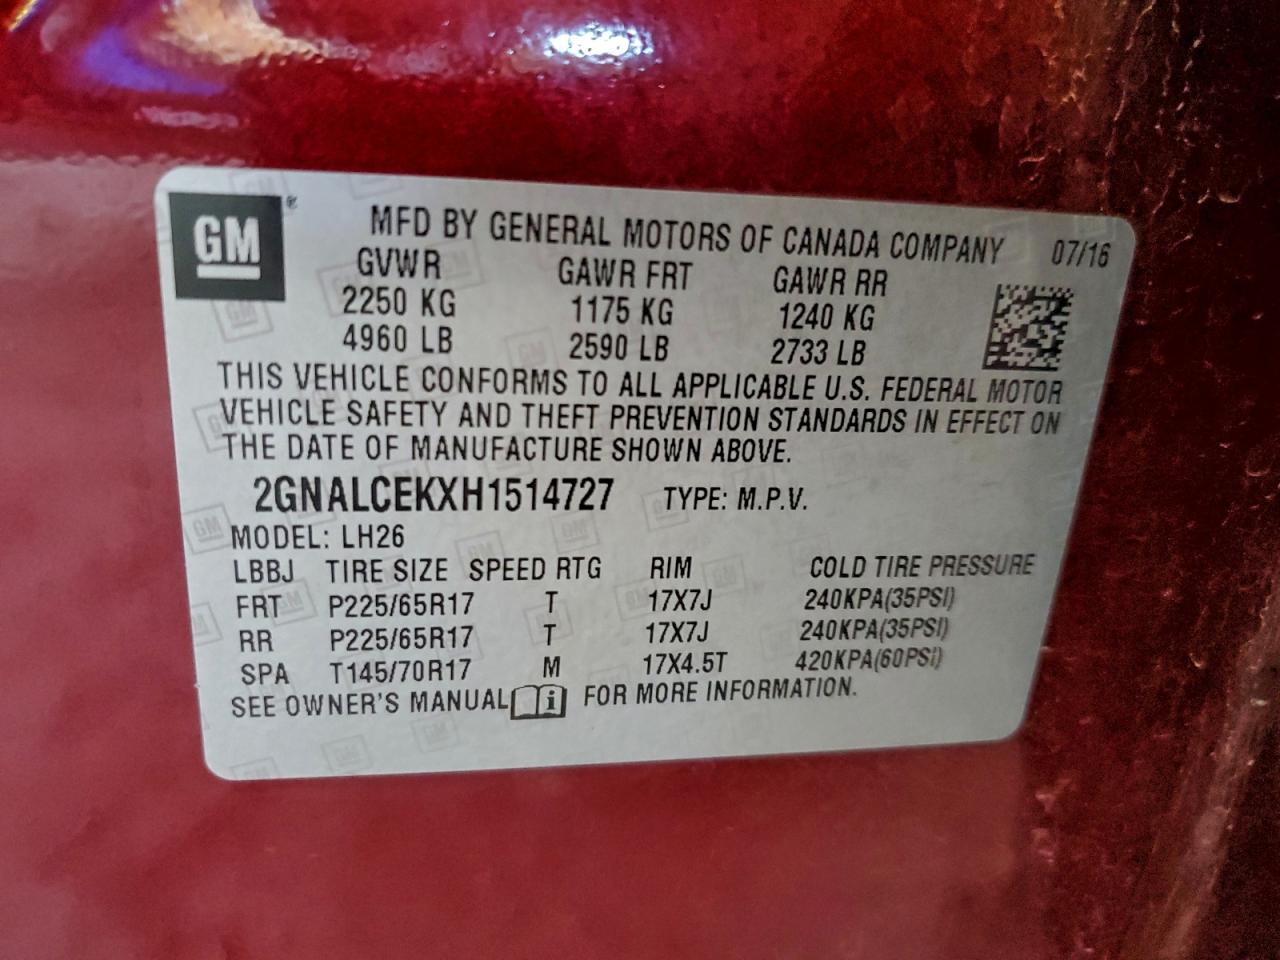 GM ®
MFD BY GENERAL MOTORS OF CANADA COMPANY 07/16
GVWR GAWR FRT GAWR RR
2250 KG 1175 KG 1240 KG
4960 LB 2590 LB 2733 LB
THIS VEHICLE CONFORMS TO ALL APPLICABLE U.S. FEDERAL MOTOR
VEHICLE SAFETY AND THEFT PREVENTION STANDARDS IN EFFECT ON
THE DATE OF MANUFACTURE SHOWN ABOVE.
2GNALCEKXH1514727 TYPE: M.P.V.
MODEL: LH26
LBBJ TIRE SIZE SPEED RTG RIM COLD TIRE PRESSURE
FRT P225/65R17 T 17X7J 240KPA(35PSI)
RR P225/65R17 T 17X7J 240KPA(35PSI)
SPA T145/70R17 M 17X4.5T 420KPA(60PSI)
SEE OWNER'S MANUAL i FOR MORE INFORMATION.